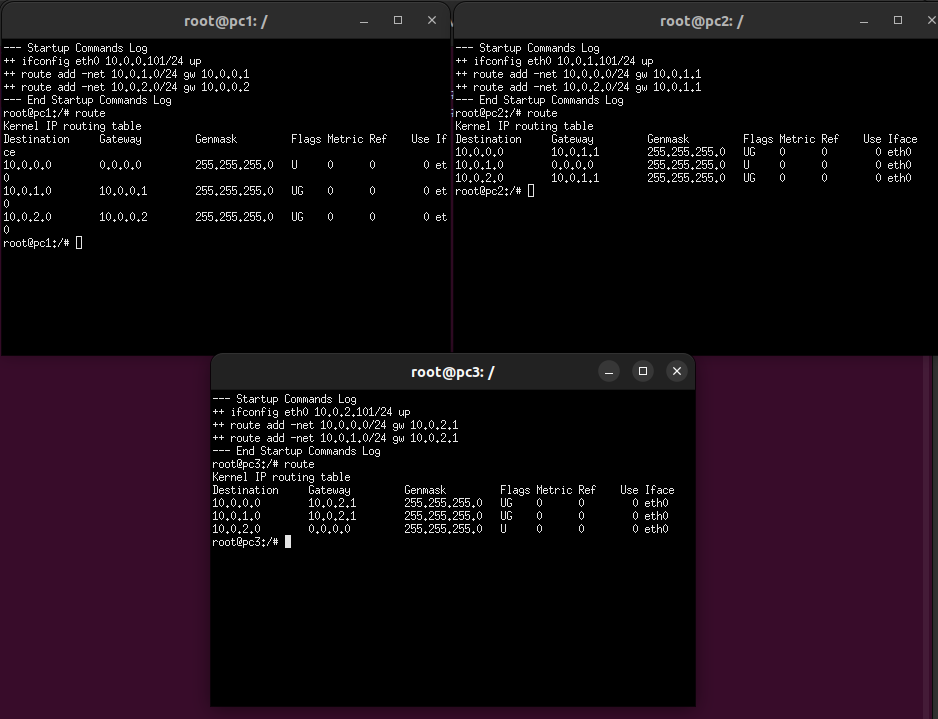 root@pc1: /
--- Startup Commands Log
++ ifconfig eth0 10.0.0.101/24 up
++ route add -net 10.0.1.0/24 gw 10.0.0.1
++ route add -net 10.0.2.0/24 gw 10.0.0.2
--- End Startup Commands Log
root@pc1:/# route
Kernel IP routing table
Destination     Gateway         Genmask         Flags Metric Ref    Use If
ce
10.0.0.0        0.0.0.0         255.255.255.0   U     0      0        0 et
0
10.0.1.0        10.0.0.1        255.255.255.0   UG    0      0        0 et
0
10.0.2.0        10.0.0.2        255.255.255.0   UG    0      0        0 et
0
root@pc1:/#
root@pc2: /
--- Startup Commands Log
++ ifconfig eth0 10.0.1.101/24 up
++ route add -net 10.0.0.0/24 gw 10.0.1.1
++ route add -net 10.0.2.0/24 gw 10.0.1.1
--- End Startup Commands Log
root@pc2:/# route
Kernel IP routing table
Destination     Gateway         Genmask         Flags Metric Ref    Use Iface
10.0.0.0        10.0.1.1        255.255.255.0   UG    0      0        0 eth0
10.0.1.0        0.0.0.0         255.255.255.0   U     0      0        0 eth0
10.0.2.0        10.0.1.1        255.255.255.0   UG    0      0        0 eth0
root@pc2:/#
root@pc3: /
--- Startup Commands Log
++ ifconfig eth0 10.0.2.101/24 up
++ route add -net 10.0.0.0/24 gw 10.0.2.1
++ route add -net 10.0.1.0/24 gw 10.0.2.1
--- End Startup Commands Log
root@pc3:/# route
Kernel IP routing table
Destination     Gateway         Genmask         Flags Metric Ref    Use Iface
10.0.0.0        10.0.2.1        255.255.255.0   UG    0      0        0 eth0
10.0.1.0        10.0.2.1        255.255.255.0   UG    0      0        0 eth0
10.0.2.0        0.0.0.0         255.255.255.0   U     0      0        0 eth0
root@pc3:/#